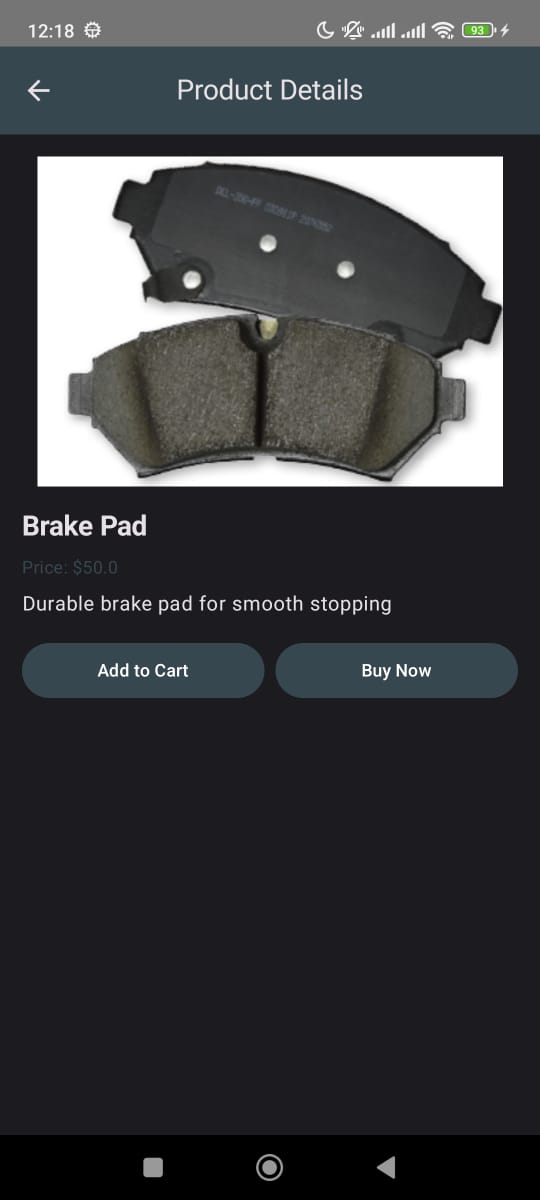 12:18
93
Product Details
Brake Pad
Price: $50.0
Durable brake pad for smooth stopping
Add to Cart
Buy Now